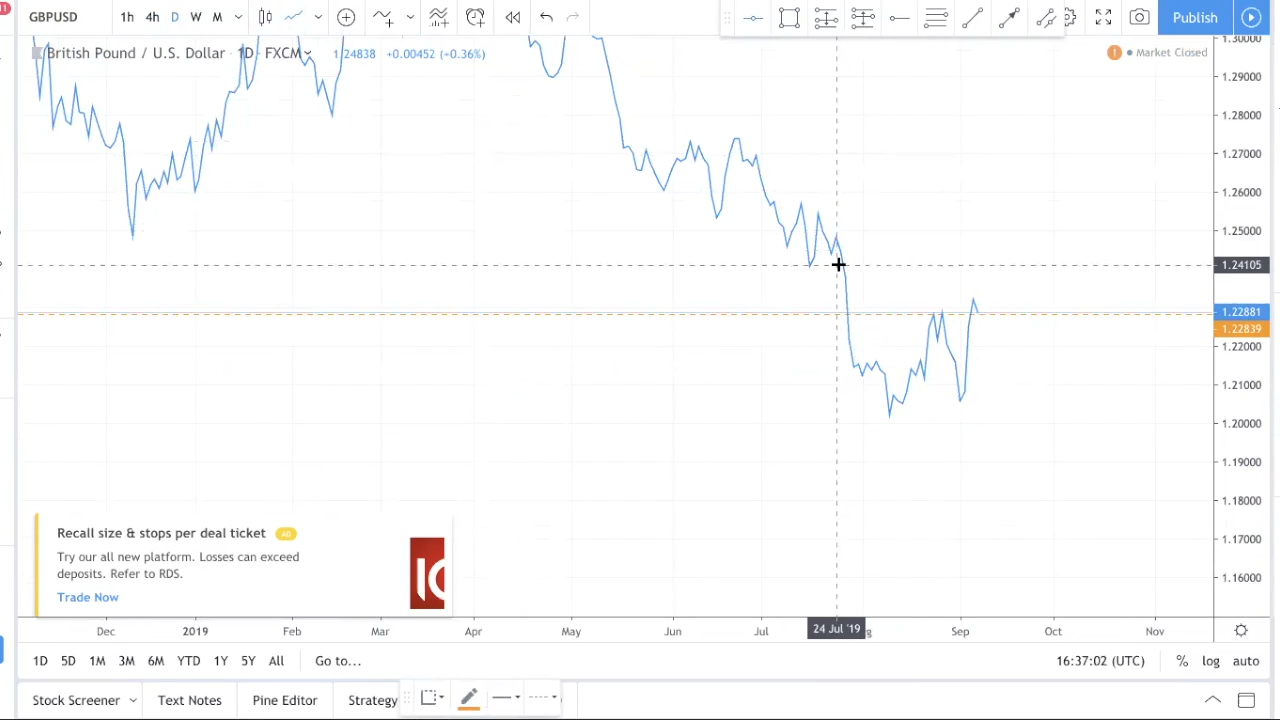 11
GBPUSD 1h 4h D W M Publish
British Pound / U.S. Dollar 1D FXCM 1.24838 +0.00452 (+0.36%)
! Market Closed
1.30000
1.29000
1.28000
1.27000
1.26000
1.25000
1.24105
1.22881
1.22839
1.22000
1.21000
1.20000
1.19000
1.18000
1.17000
1.16000
Recall size & stops per deal ticket AD
Try our all new platform. Losses can exceed
deposits. Refer to RDS.
Trade Now
Dec 2019 Feb Mar Apr May Jun Jul 24 Jul '19 Sep Oct Nov
1D 5D 1M 3M 6M YTD 1Y 5Y All Go to... 16:37:02 (UTC) % log auto
Stock Screener Text Notes Pine Editor Strategy